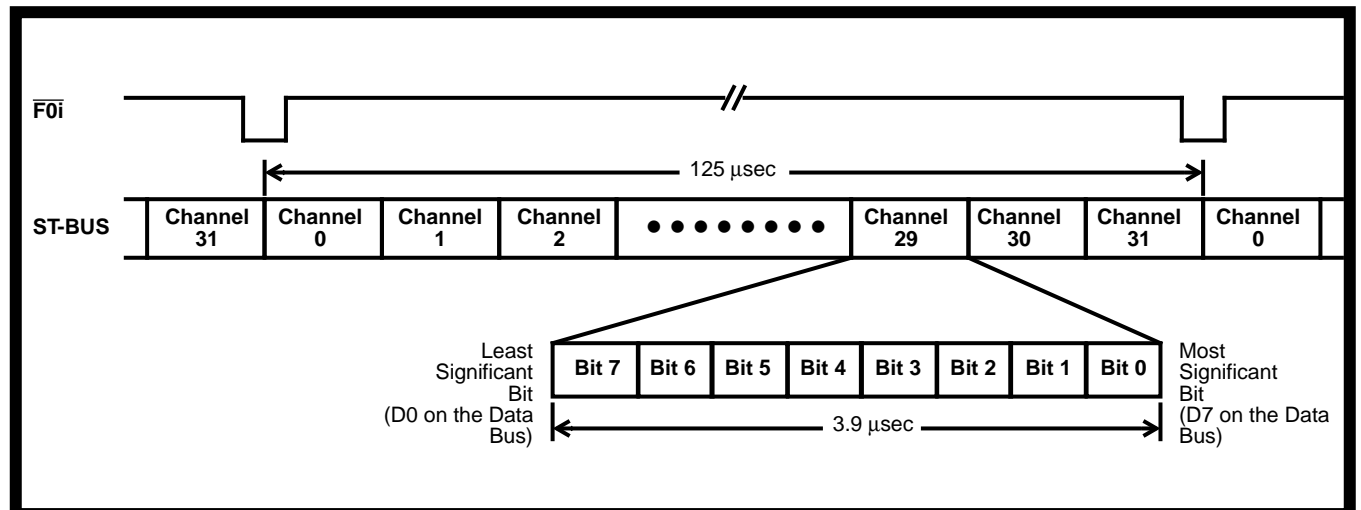 F0i
125 μsec
ST-BUS
Channel 31
Channel 0
Channel 1
Channel 2
Channel 29
Channel 30
Channel 31
Channel 0
Least
Significant
Bit
(D0 on the Data
Bus)
Bit 7
Bit 6
Bit 5
Bit 4
Bit 3
Bit 2
Bit 1
Bit 0
Most
Significant
Bit
(D7 on the Data
Bus)
3.9 μsec